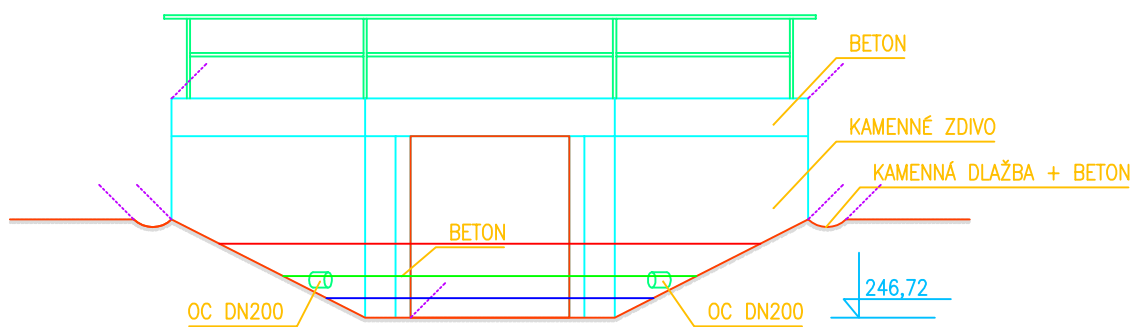 BETON
KAMENNÉ ZDIVO
KAMENNÁ DLAŽBA + BETON
BETON
246,72
OC DN200
OC DN200